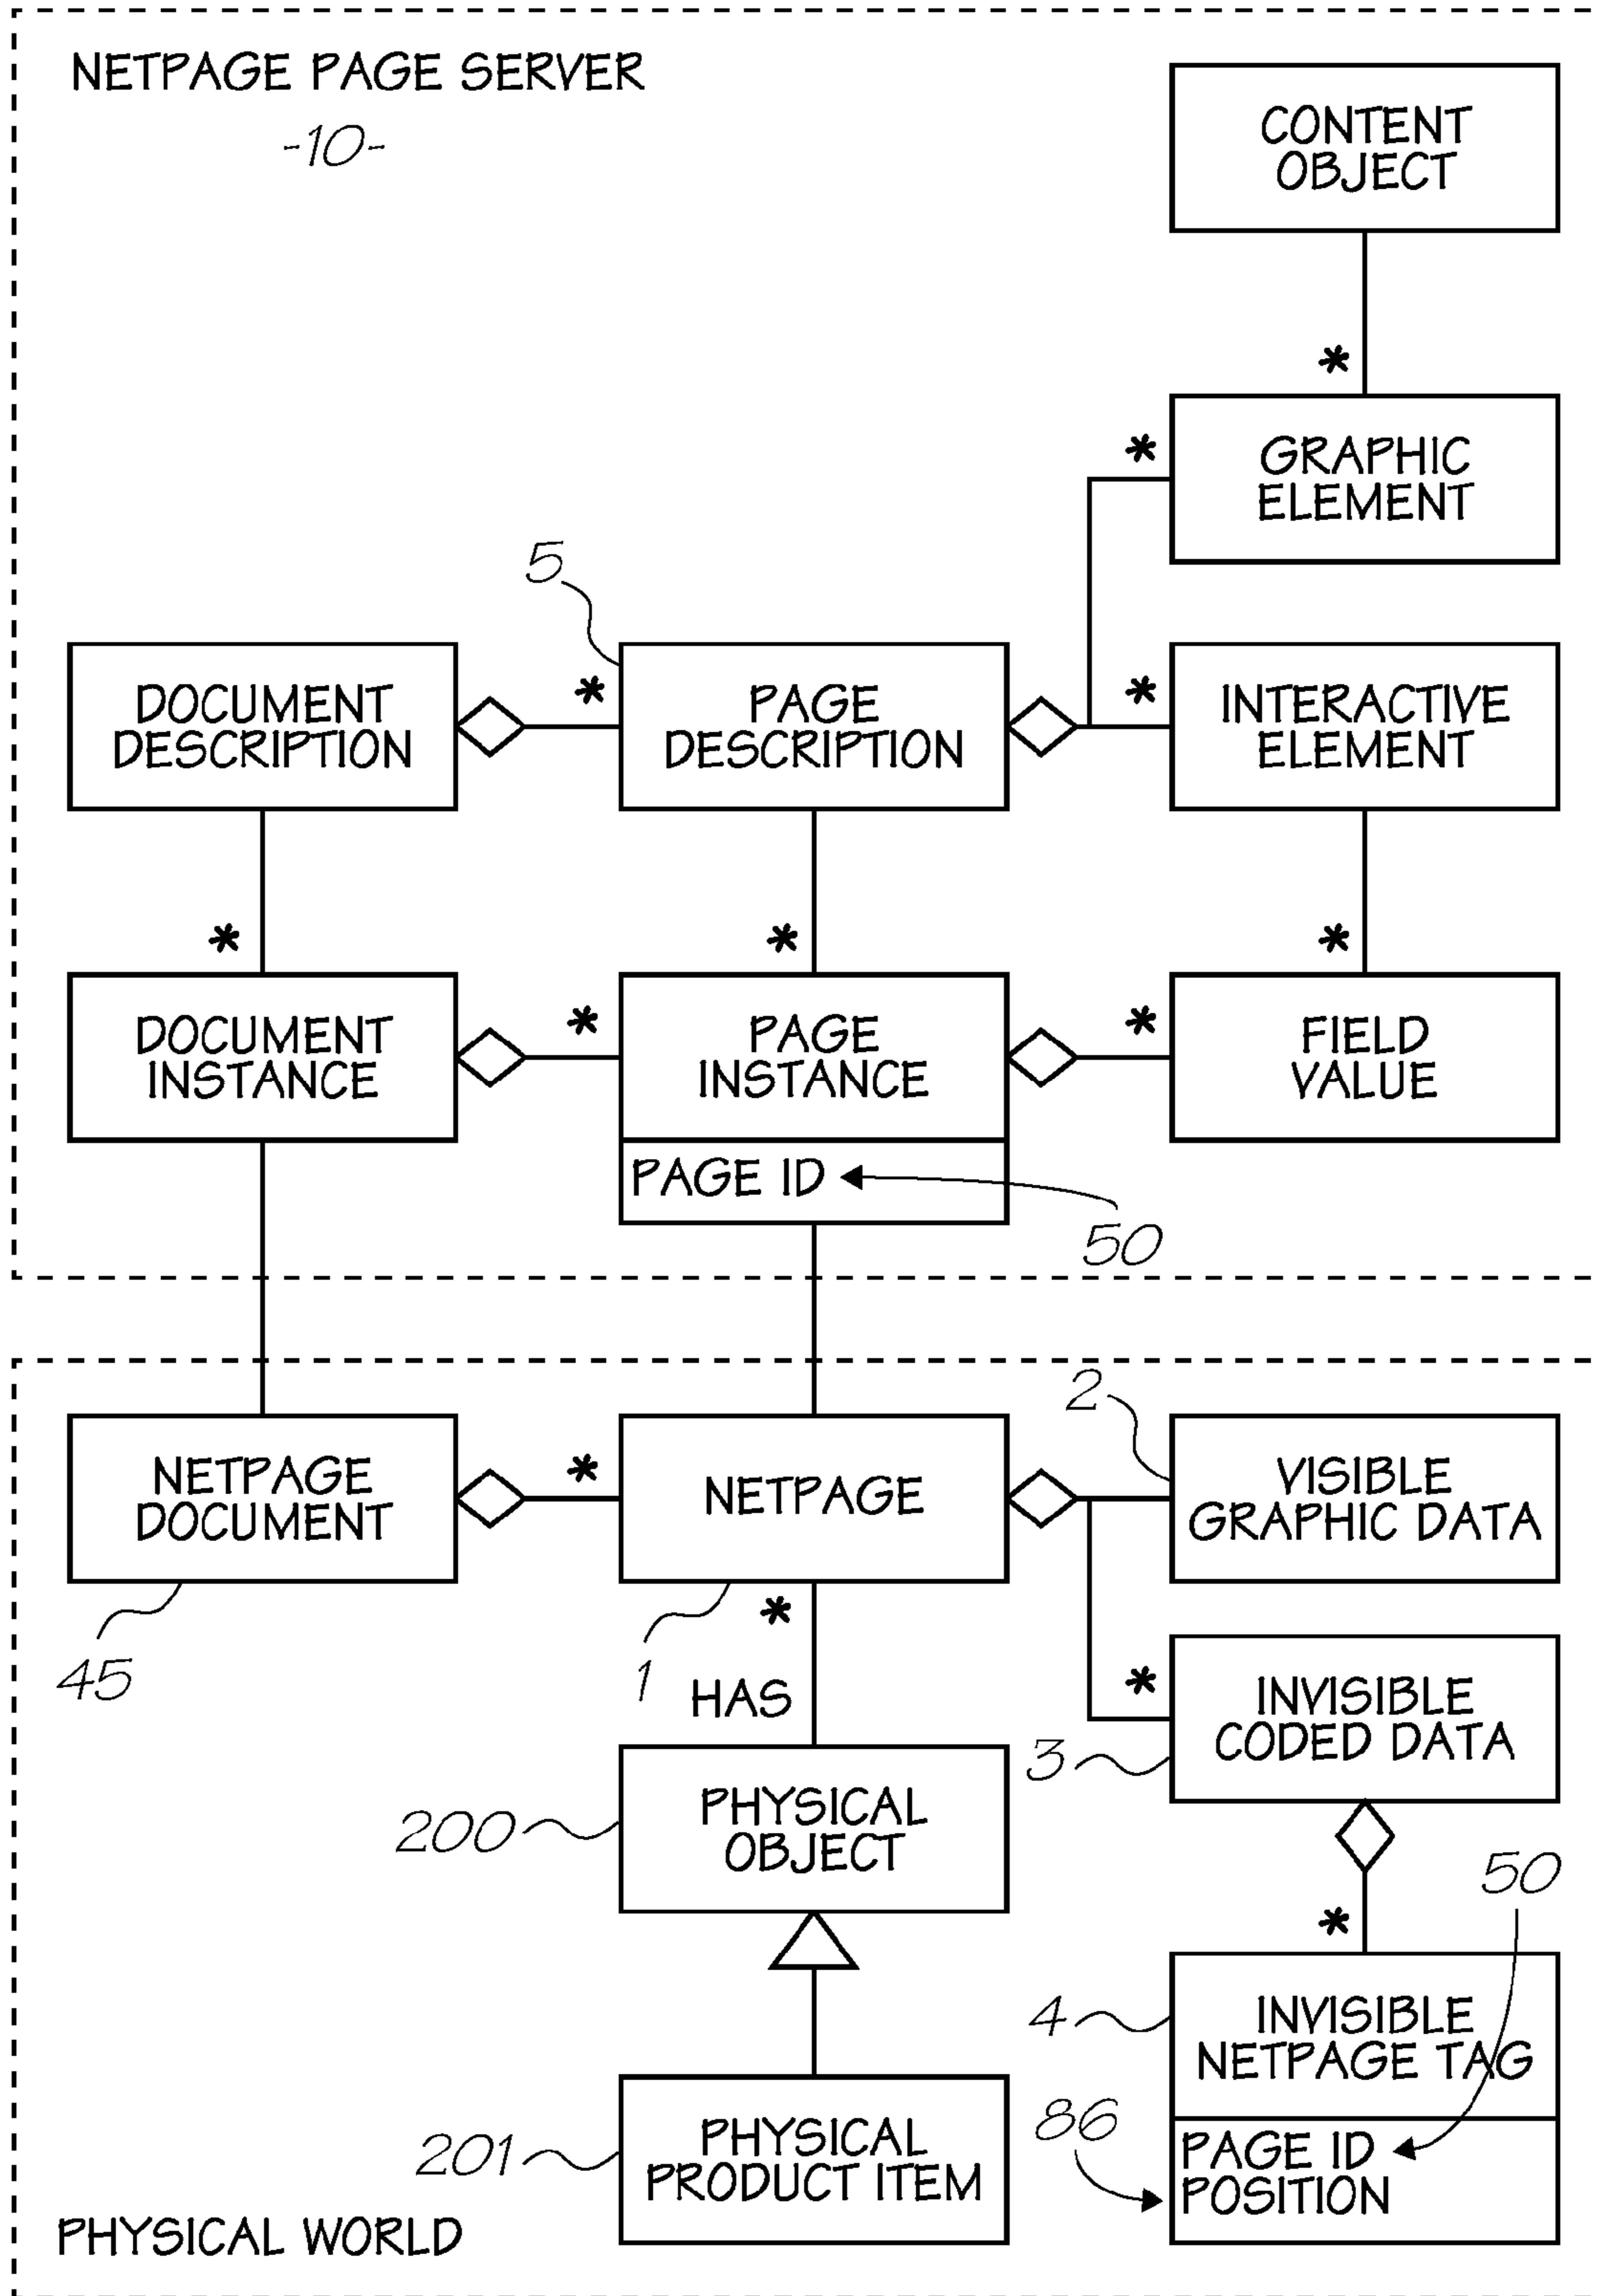 NETPAGE PAGE SERVER
-10-
CONTENT
OBJECT
*
*
GRAPHIC
ELEMENT
5
DOCUMENT
DESCRIPTION
*
PAGE
DESCRIPTION
*
INTERACTIVE
ELEMENT
*
*
*
DOCUMENT
INSTANCE
*
PAGE
INSTANCE
*
FIELD
VALUE
PAGE ID
50
2
NETPAGE
DOCUMENT
*
NETPAGE
VISIBLE
GRAPHIC DATA
45
1
*
HAS
*
INVISIBLE
CODED DATA
3
200
PHYSICAL
OBJECT
50
*
4
INVISIBLE
NETPAGE TAG
86
PAGE ID
POSITION
201
PHYSICAL
PRODUCT ITEM
PHYSICAL WORLD